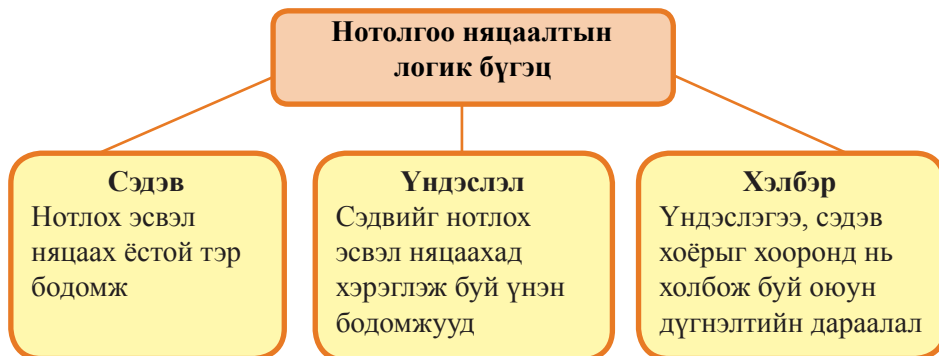 Нотолгоо няцаалтын
логик бүгэц
Сэдэв
Нотлох эсвэл
няцаах ёстой тэр
бодомж
Үндэслэл
Сэдвийг нотлох
эсвэл няцаахад
хэрэглэж буй үнэн
бодомжууд
Хэлбэр
Үндэслэгээ, сэдэв
хоёрыг хооронд нь
холбож буй оюун
дүгнэлтийн дараалал